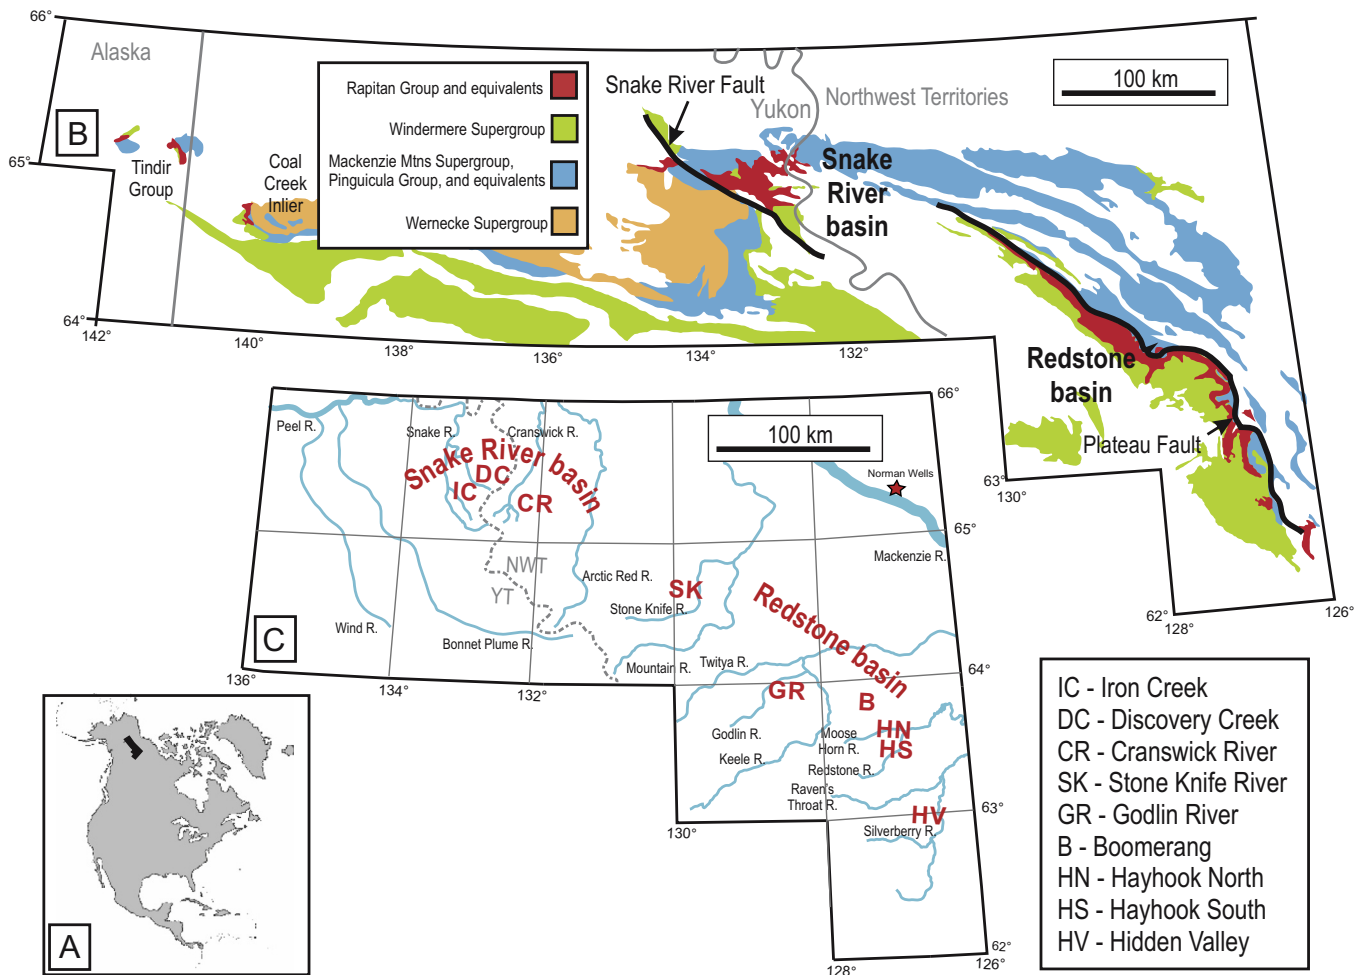 66°
Alaska
B
65°
Tindir
Group
Coal
Creek
Inlier
Rapitan Group and equivalents
Windermere Supergroup
Mackenzie Mtns Supergroup,
Pinguicula Group, and equivalents
Wernecke Supergroup
Snake River Fault
Yukon
Northwest Territories
100 km
Snake
River
basin
Redstone
basin
Plateau Fault
64°
142°
140°
138°
136°
134°
132°
63°
130°
62°
128°
126°
66°
Peel R.
Snake R.
Cranswick R.
100 km
Norman Wells
Snake River basin
DC
IC
CR
65°
Mackenzie R.
NWT
YT
Arctic Red R.
SK
Stone Knife R.
Redstone basin
Wind R.
Bonnet Plume R.
Mountain R.
Twitya R.
64°
C
136°
134°
132°
GR
B
Godlin R.
Moose
Horn R.
HN
HS
Keele R.
Redstone R.
Raven's
Throat R.
63°
HV
130°
Silverberry R.
62°
128°
126°
A
IC - Iron Creek
DC - Discovery Creek
CR - Cranswick River
SK - Stone Knife River
GR - Godlin River
B - Boomerang
HN - Hayhook North
HS - Hayhook South
HV - Hidden Valley